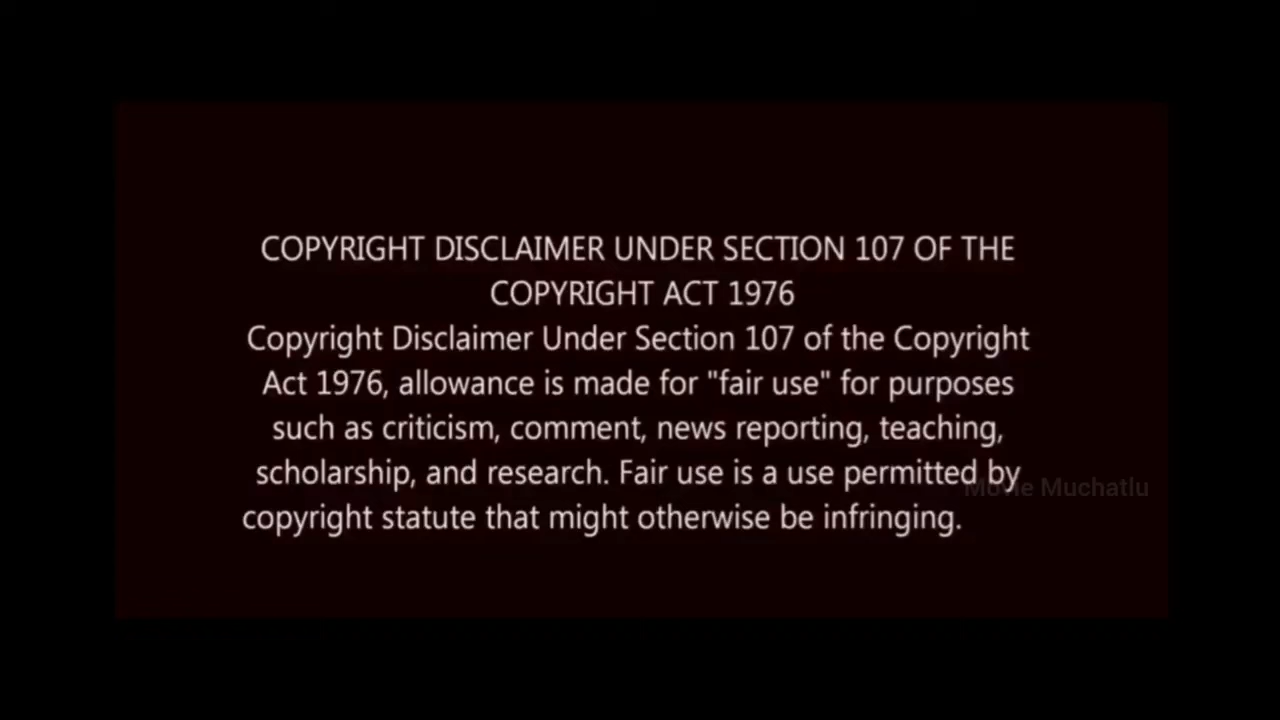 COPYRIGHT DISCLAIMER UNDER SECTION 107 OF THE
COPYRIGHT ACT 1976
Copyright Disclaimer Under Section 107 of the Copyright
Act 1976, allowance is made for "fair use" for purposes
such as criticism, comment, news reporting, teaching,
scholarship, and research. Fair use is a use permitted by
copyright statute that might otherwise be infringing.
Movie Muchatlu